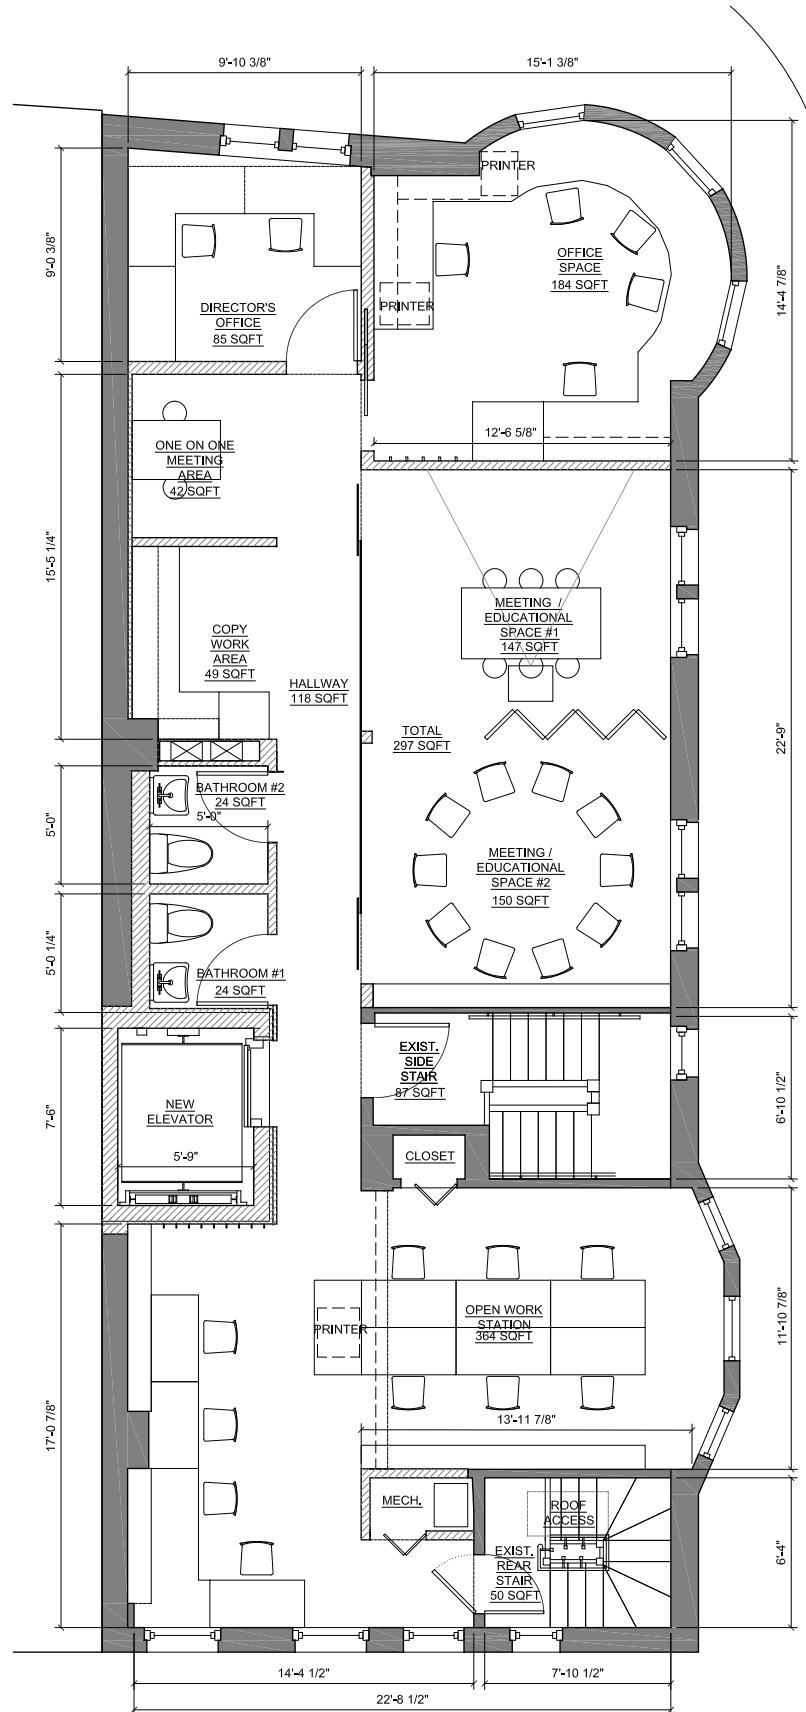 9'-10 3/8"
15'-1 3/8"
PRINTER
9'-0 3/8"
14'-4 7/8"
OFFICE
SPACE
184 SQFT
DIRECTOR'S
OFFICE
85 SQFT
PRINTER
12'-6 5/8"
ONE ON ONE
MEETING
AREA
42 SQFT
15'-5 1/4"
COPY
WORK
AREA
49 SQFT
HALLWAY
118 SQFT
MEETING /
EDUCATIONAL
SPACE #1
147 SQFT
TOTAL
297 SQFT
22'-9"
BATHROOM #2
24 SQFT
5'-0"
5'-0"
MEETING /
EDUCATIONAL
SPACE #2
150 SQFT
5'-0 1/4"
BATHROOM #1
24 SQFT
EXIST.
SIDE
STAIR
87 SQFT
6'-10 1/2"
7'-6"
NEW
ELEVATOR
5'-9"
CLOSET
PRINTER
OPEN WORK
STATION
364 SQFT
11'-10 7/8"
13'-11 7/8"
17'-0 7/8"
MECH.
ROOF
ACCESS
EXIST.
REAR
STAIR
50 SQFT
6'-4"
14'-4 1/2"
7'-10 1/2"
22'-8 1/2"